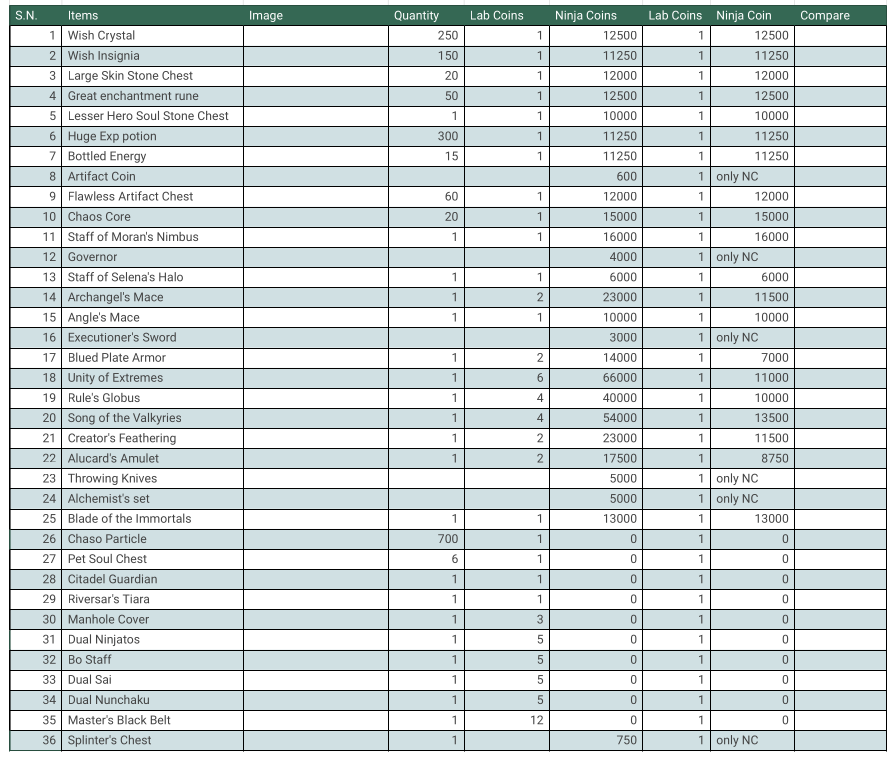 S.N. Items Image Quantity Lab Coins Ninja Coins Lab Coins Ninja Coin Compare
1 Wish Crystal 250 1 12500 1 12500
2 Wish Insignia 150 1 11250 1 11250
3 Large Skin Stone Chest 20 1 12000 1 12000
4 Great enchantment rune 50 1 12500 1 12500
5 Lesser Hero Soul Stone Chest 1 1 10000 1 10000
6 Huge Exp potion 300 1 11250 1 11250
7 Bottled Energy 15 1 11250 1 11250
8 Artifact Coin 600 1 only NC
9 Flawless Artifact Chest 60 1 12000 1 12000
10 Chaos Core 20 1 15000 1 15000
11 Staff of Moran's Nimbus 1 1 16000 1 16000
12 Governor 4000 1 only NC
13 Staff of Selena's Halo 1 1 6000 1 6000
14 Archangel's Mace 1 2 23000 1 11500
15 Angle's Mace 1 1 10000 1 10000
16 Executioner's Sword 3000 1 only NC
17 Blued Plate Armor 1 2 14000 1 7000
18 Unity of Extremes 1 6 66000 1 11000
19 Rule's Globus 1 4 40000 1 10000
20 Song of the Valkyries 1 4 54000 1 13500
21 Creator's Feathering 1 2 23000 1 11500
22 Alucard's Amulet 1 2 17500 1 8750
23 Throwing Knives 5000 1 only NC
24 Alchemist's set 5000 1 only NC
25 Blade of the Immortals 1 1 13000 1 13000
26 Chaso Particle 700 1 0 1 0
27 Pet Soul Chest 6 1 0 1 0
28 Citadel Guardian 1 1 0 1 0
29 Riversar's Tiara 1 1 0 1 0
30 Manhole Cover 1 3 0 1 0
31 Dual Ninjatos 1 5 0 1 0
32 Bo Staff 1 5 0 1 0
33 Dual Sai 1 5 0 1 0
34 Dual Nunchaku 1 5 0 1 0
35 Master's Black Belt 1 12 0 1 0
36 Splinter's Chest 1 750 1 only NC